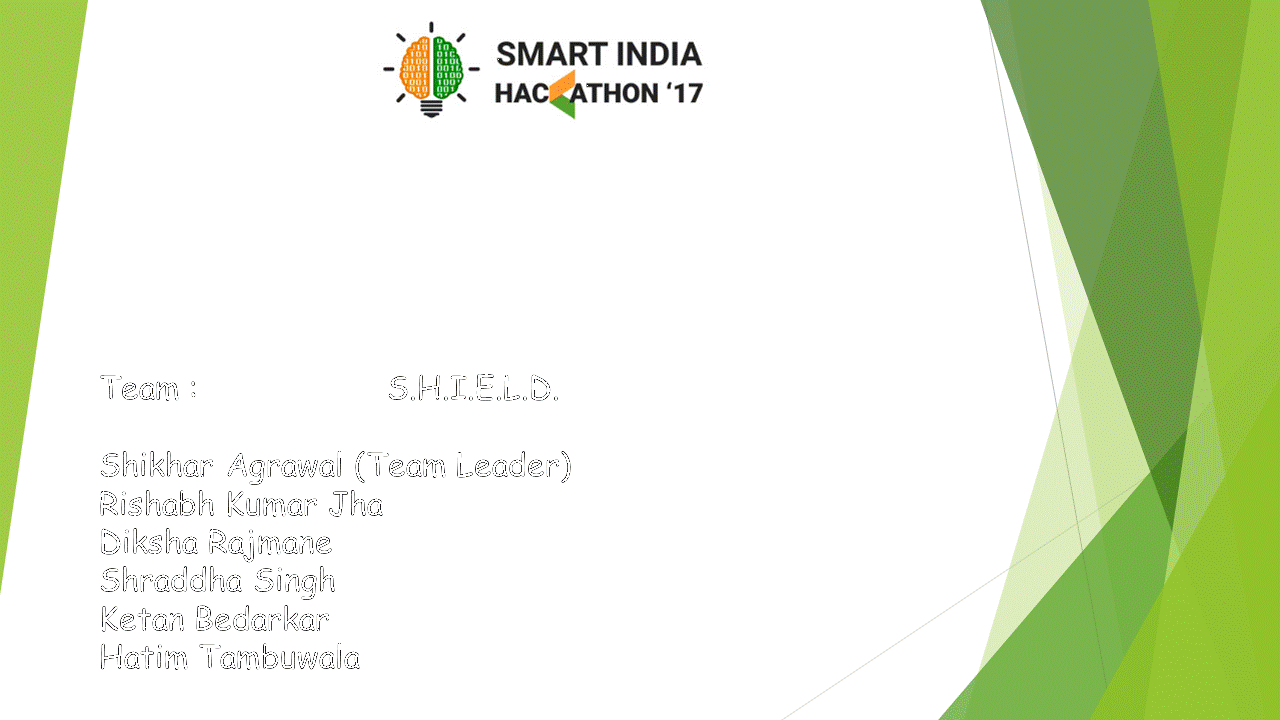 SMART INDIA
HACKATHON ‘17
Team : S.H.I.E.L.D.
Shikhar Agrawal (Team Leader)
Rishabh Kumar Jha
Diksha Rajmane
Shraddha Singh
Ketan Bedarkar
Hatim Tambuwala